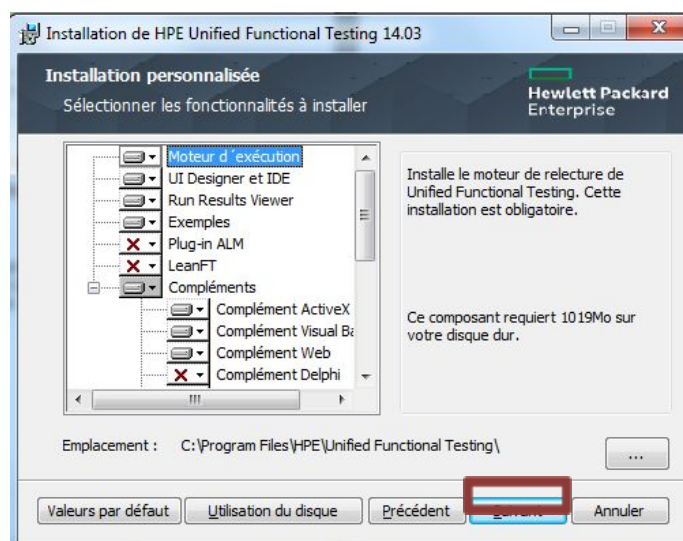 Installation de HPE Unified Functional Testing 14.03
Installation personnalisée
Sélectionner les fonctionnalités à installer
Hewlett Packard
Enterprise
Moteur d´exécution
UI Designer et IDE
Run Results Viewer
Exemples
Plug-in ALM
LeanFT
Compléments
Complément ActiveX
Complément Visual Ba
Complément Web
Complément Delphi
Installe le moteur de relecture de
Unified Functional Testing. Cette
installation est obligatoire.
Ce composant requiert 1019Mo sur
votre disque dur.
Emplacement : C:\Program Files\HPE\Unified Functional Testing\
...
Valeurs par défaut Utilisation du disque Précédent Annuler